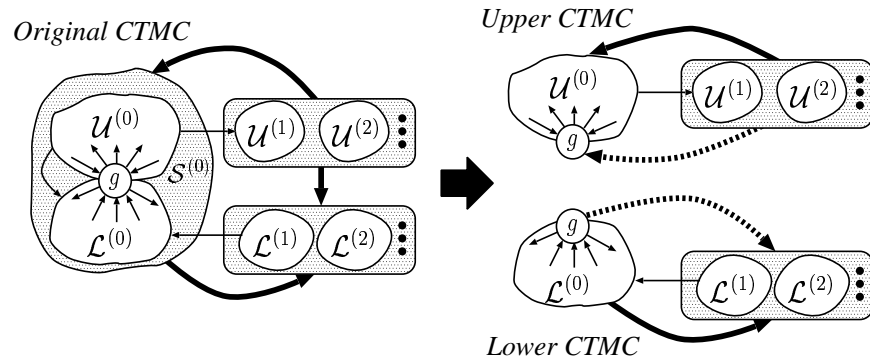 Original CTMC
𝒰^(0)
g
𝒮^(0)
ℒ^(0)
𝒰^(1) 𝒰^(2)
ℒ^(1) ℒ^(2)
Upper CTMC
𝒰^(0)
g
𝒰^(1) 𝒰^(2)
g
ℒ^(0)
ℒ^(1) ℒ^(2)
Lower CTMC